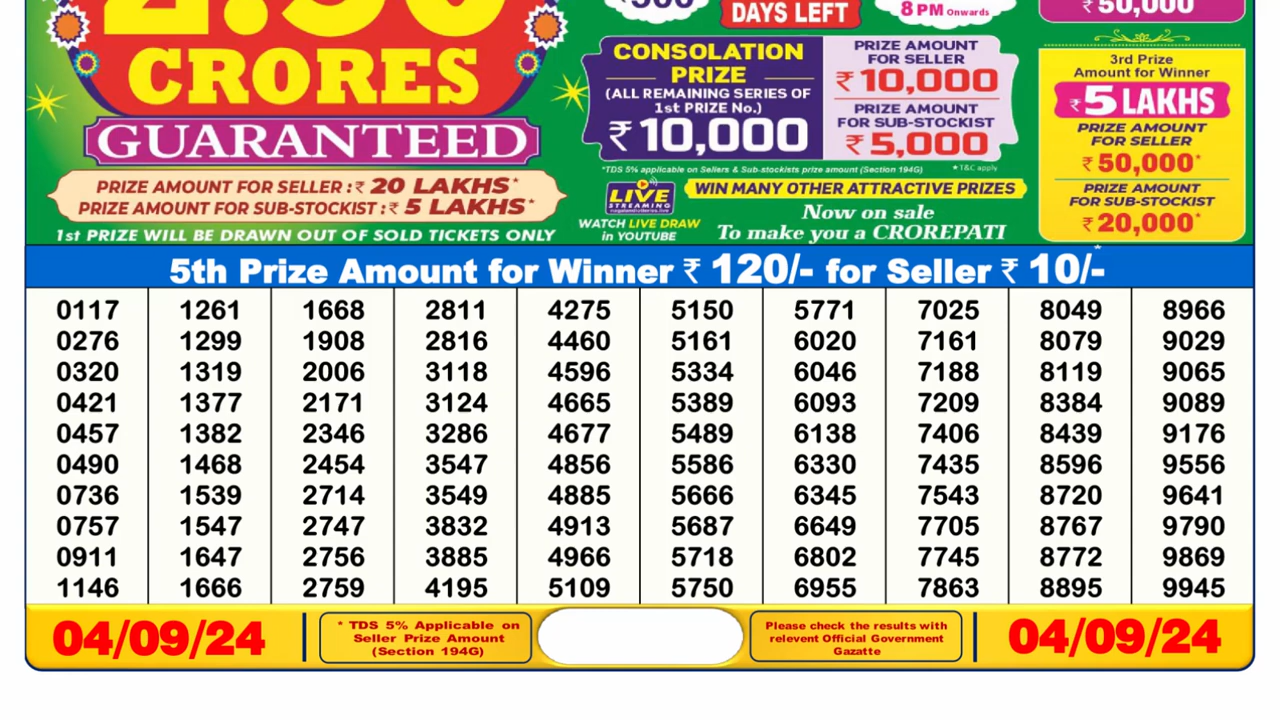 2.50
CRORES
GUARANTEED
PRIZE AMOUNT FOR SELLER :₹ 20 LAKHS*
PRIZE AMOUNT FOR SUB-STOCKIST :₹ 5 LAKHS*
1st PRIZE WILL BE DRAWN OUT OF SOLD TICKETS ONLY
DAYS LEFT
8 PM Onwards
₹ 50,000
CONSOLATION
PRIZE
(ALL REMAINING SERIES OF
1st PRIZE No.)
₹ 10,000
PRIZE AMOUNT
FOR SELLER
₹ 10,000
PRIZE AMOUNT
FOR SUB-STOCKIST
₹ 5,000
*TDS 5% applicable on Sellers & Sub-stockists prize amount (Section 194G)
*T&C apply
LIVE
STREAMING
WATCH LIVE DRAW
in YOUTUBE
WIN MANY OTHER ATTRACTIVE PRIZES
Now on sale
To make you a CROREPATI
3rd Prize
Amount for Winner
₹ 5 LAKHS
PRIZE AMOUNT
FOR SELLER
₹ 50,000*
PRIZE AMOUNT
FOR SUB-STOCKIST
₹ 20,000*
5th Prize Amount for Winner ₹ 120/- for Seller ₹ 10/-*
0117 1261 1668 2811 4275 5150 5771 7025 8049 8966
0276 1299 1908 2816 4460 5161 6020 7161 8079 9029
0320 1319 2006 3118 4596 5334 6046 7188 8119 9065
0421 1377 2171 3124 4665 5389 6093 7209 8384 9089
0457 1382 2346 3286 4677 5489 6138 7406 8439 9176
0490 1468 2454 3547 4856 5586 6330 7435 8596 9556
0736 1539 2714 3549 4885 5666 6345 7543 8720 9641
0757 1547 2747 3832 4913 5687 6649 7705 8767 9790
0911 1647 2756 3885 4966 5718 6802 7745 8772 9869
1146 1666 2759 4195 5109 5750 6955 7863 8895 9945
04/09/24
* TDS 5% Applicable on
Seller Prize Amount
(Section 194G)
Please check the results with
relevent Official Government
Gazatte
04/09/24